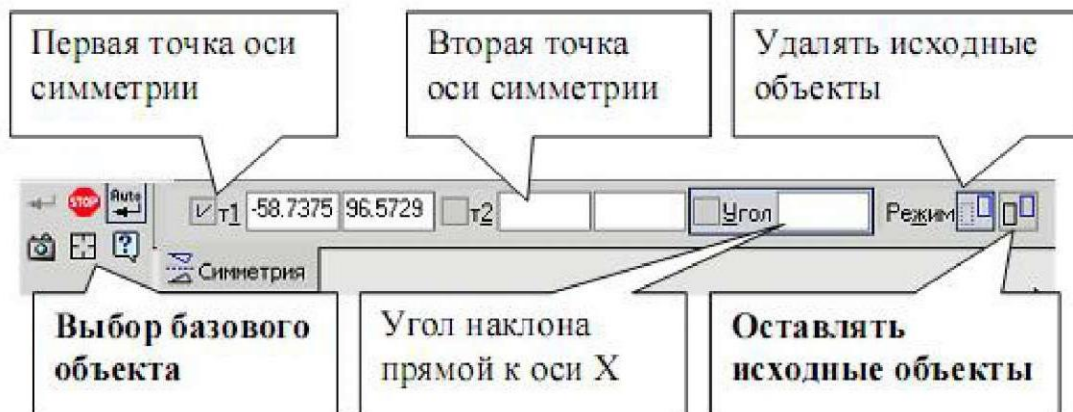 Первая точка оси
симметрии
Вторая точка
оси симметрии
Удалять исходные
объекты
STOP Auto
т1 -58.7375 96.5729 т2 Угол Режим
?
Симметрия
Выбор базового
объекта
Угол наклона
прямой к оси X
Оставлять
исходные объекты